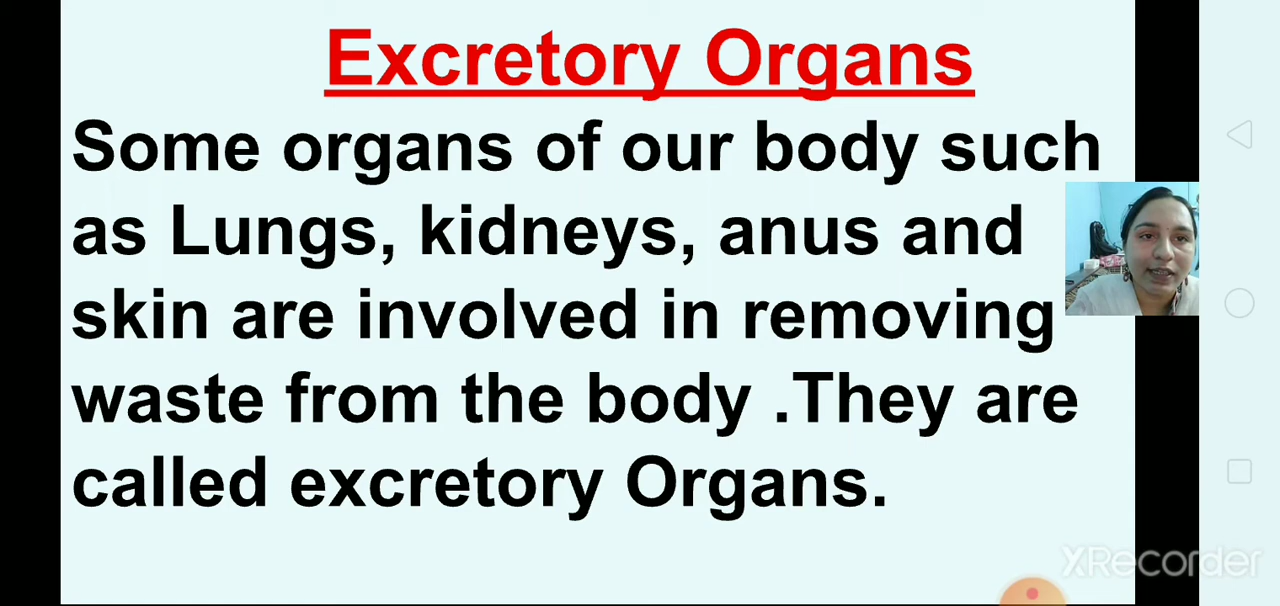 Excretory Organs
Some organs of our body such
as Lungs, kidneys, anus and
skin are involved in removing
waste from the body .They are
called excretory Organs.
XRecorder